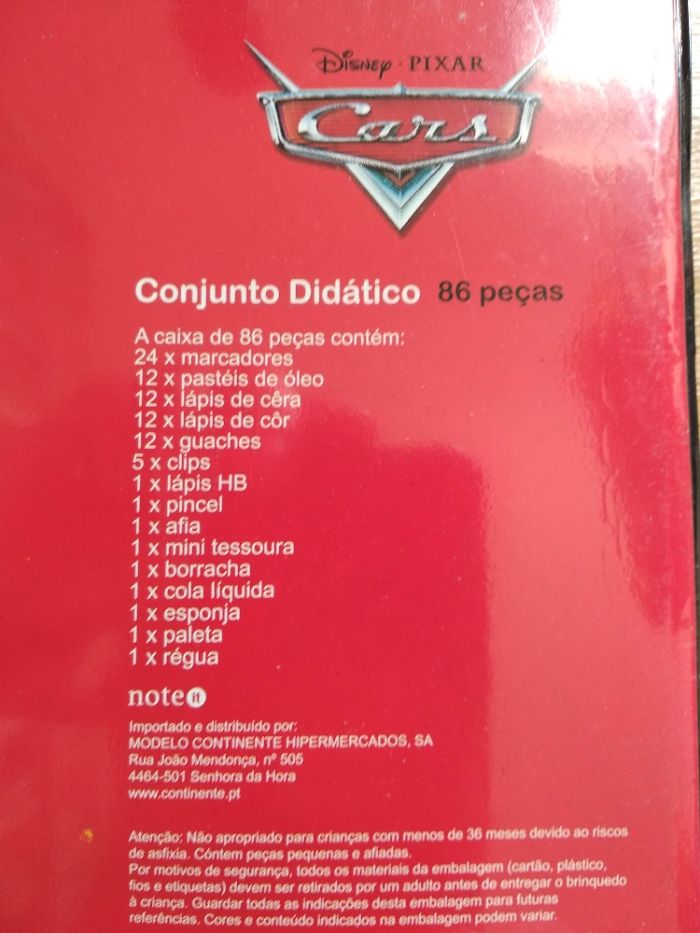 Disney · PIXAR
Cars
Conjunto Didático 86 peças
A caixa de 86 peças contém:
24 x marcadores
12 x pastéis de óleo
12 x lápis de cêra
12 x lápis de côr
12 x guaches
5 x clips
1 x lápis HB
1 x pincel
1 x afia
1 x mini tessoura
1 x borracha
1 x cola líquida
1 x esponja
1 x paleta
1 x régua
note it
Importado e distribuído por:
MODELO CONTINENTE HIPERMERCADOS, SA
Rua João Mendonça, nº 505
4464-501 Senhora da Hora
www.continente.pt
Atenção: Não apropriado para crianças com menos de 36 meses devido ao riscos
de asfixia. Cóntem peças pequenas e afiadas.
Por motivos de segurança, todos os materiais da embalagem (cartão, plástico,
fios e etiquetas) devem ser retirados por um adulto antes de entregar o brinquedo
à criança. Guardar todas as indicações desta embalagem para futuras
referências. Cores e conteúdo indicados na embalagem podem variar.